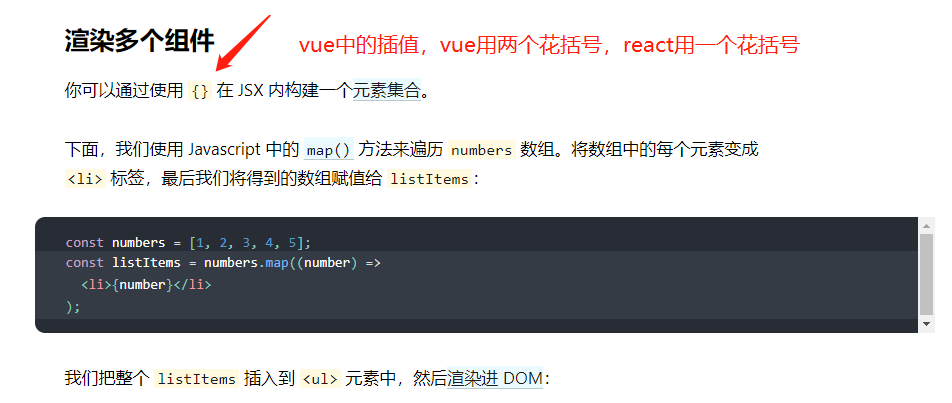 渲染多个组件
vue中的插值，vue用两个花括号，react用一个花括号
你可以通过使用 {} 在 JSX 内构建一个元素集合。
下面，我们使用 Javascript 中的 map() 方法来遍历 numbers 数组。将数组中的每个元素变成
<li> 标签，最后我们将得到的数组赋值给 listItems：
const numbers = [1, 2, 3, 4, 5];
const listItems = numbers.map((number) =>
  <li>{number}</li>
);
我们把整个 listItems 插入到 <ul> 元素中，然后渲染进 DOM：